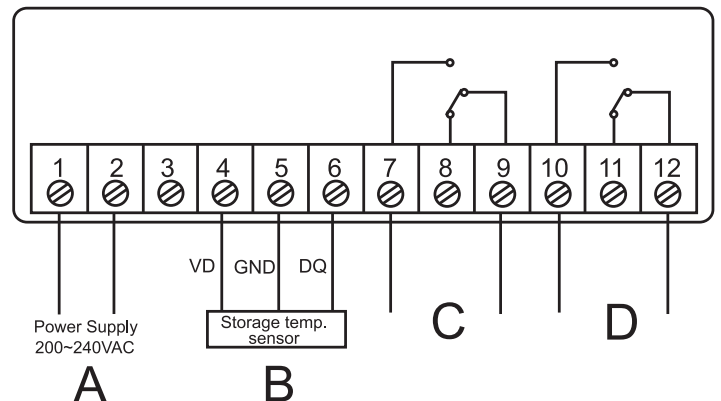 1 2 3 4 5 6 7 8 9 10 11 12
VD GND DQ
Power Supply
200~240VAC
Storage temp.
sensor
A B C D